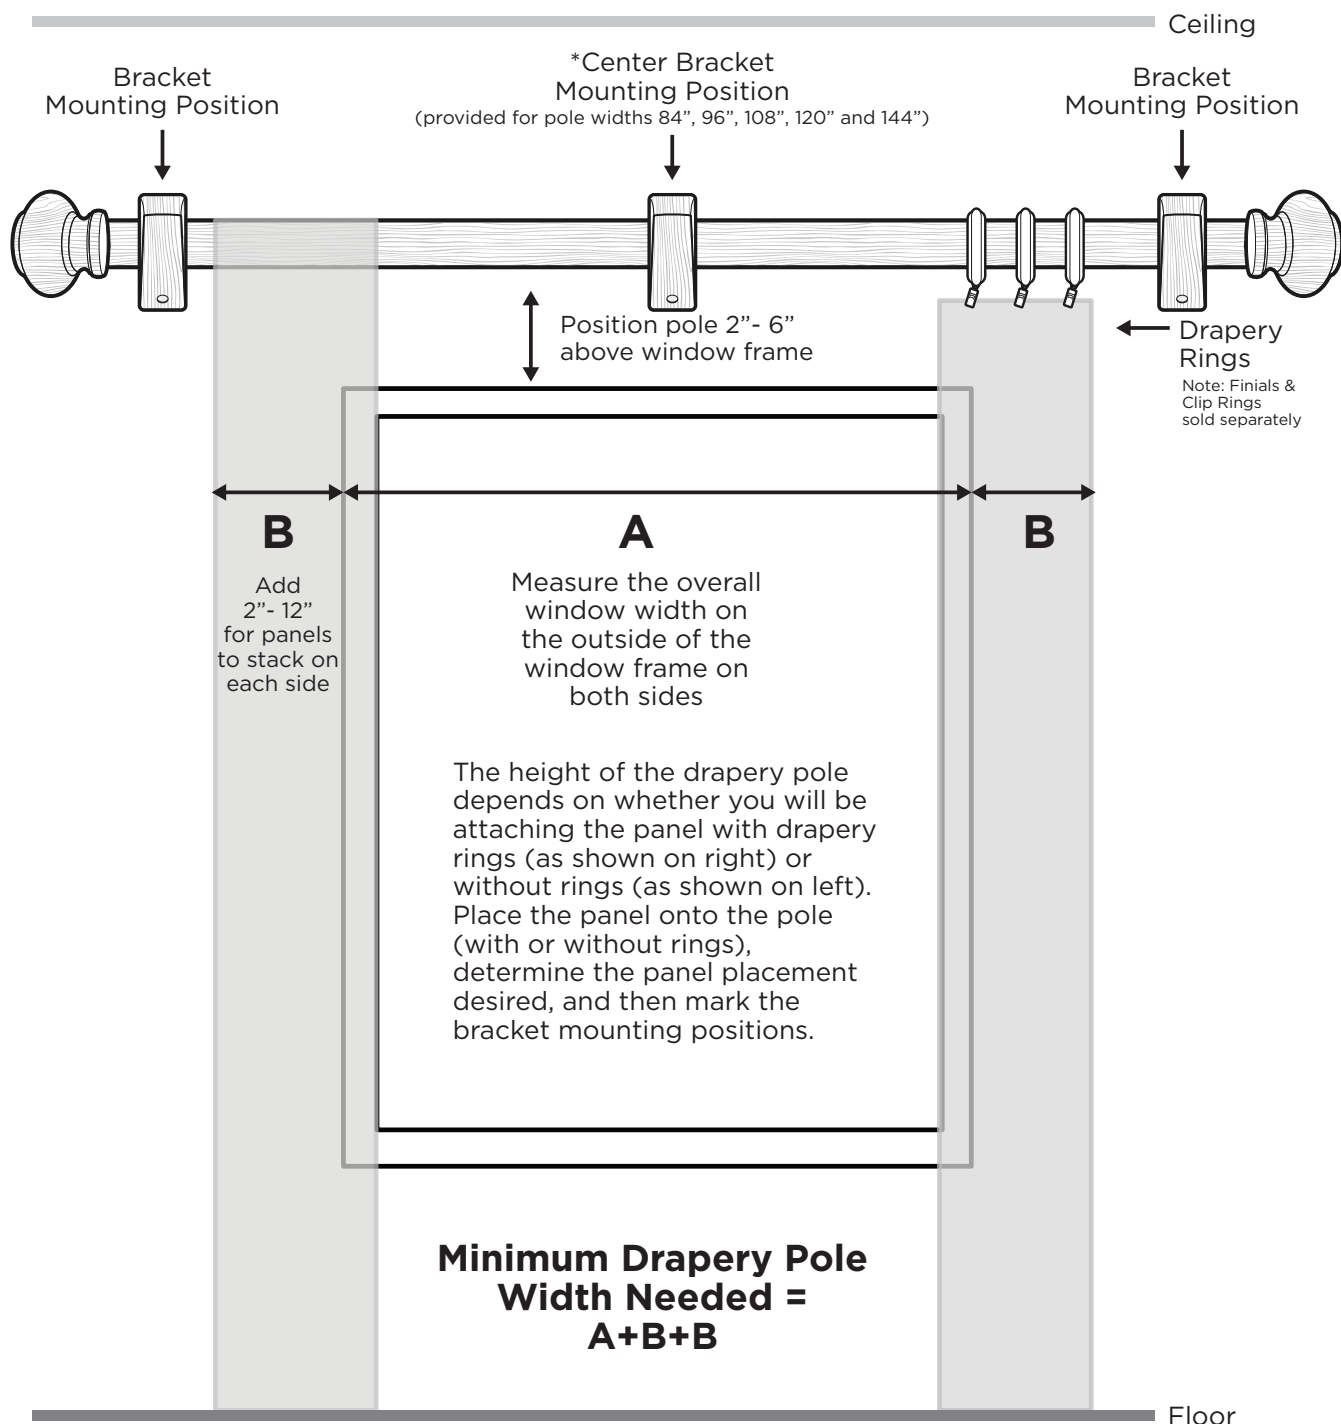 Ceiling
Bracket
Mounting Position
*Center Bracket
Mounting Position
(provided for pole widths 84”, 96”, 108”, 120” and 144”)
Bracket
Mounting Position
Position pole 2”- 6”
above window frame
Drapery
Rings
Note: Finials &
Clip Rings
sold separately
B
Add
2”- 12”
for panels
to stack on
each side
A
Measure the overall
window width on
the outside of the
window frame on
both sides
B
The height of the drapery pole
depends on whether you will be
attaching the panel with drapery
rings (as shown on right) or
without rings (as shown on left).
Place the panel onto the pole
(with or without rings),
determine the panel placement
desired, and then mark the
bracket mounting positions.
Minimum Drapery Pole
Width Needed =
A+B+B
Floor